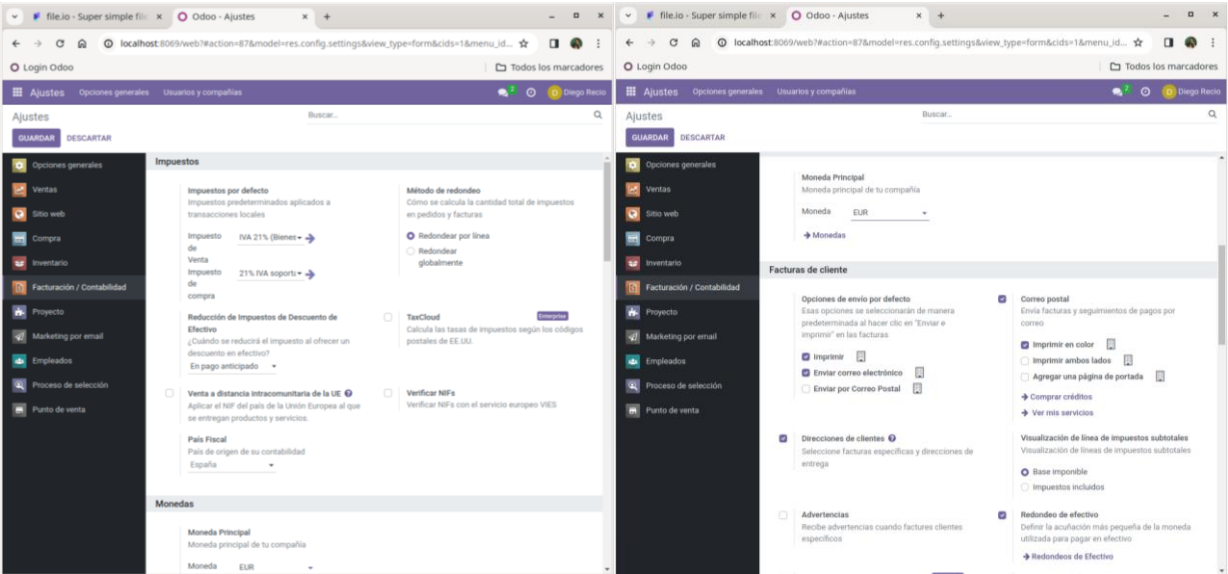 file.io - Super simple fil
Odoo - Ajustes
localhost:8069/web?#action=87&model=res.config.settings&view_type=form&cids=1&menu_id...
Login Odoo
Todos los marcadores
Ajustes
Opciones generales
Usuarios y compañías
2
D
Diego Recio
Ajustes
Buscar...
GUARDAR
DESCARTAR
Opciones generales
Ventas
Sitio web
Compra
Inventario
Facturación / Contabilidad
Proyecto
Marketing por email
Empleados
Proceso de selección
Punto de venta
Impuestos
Impuestos por defecto
Impuestos predeterminados aplicados a
transacciones locales
Impuesto
de
Venta
IVA 21% (Bienes
Impuesto
de
compra
21% IVA soport
Método de redondeo
Cómo se calcula la cantidad total de impuestos
en pedidos y facturas
Redondear por línea
Redondear
globalmente
Reducción de Impuestos de Descuento de
Efectivo
¿Cuándo se reducirá el impuesto al ofrecer un
descuento en efectivo?
En pago anticipado
TaxCloud
Enterprise
Calcula las tasas de impuestos según los códigos
postales de EE.UU.
Venta a distancia intracomunitaria de la UE
Aplicar el NIF del país de la Unión Europea al que
se entregan productos y servicios.
Verificar NIFs
Verificar NIFs con el servicio europeo VIES
País Fiscal
País de origen de su contabilidad
España
Monedas
Moneda Principal
Moneda principal de tu compañía
Moneda EUR
file.io - Super simple fil
Odoo - Ajustes
localhost:8069/web?#action=87&model=res.config.settings&view_type=form&cids=1&menu_id...
Login Odoo
Todos los marcadores
Ajustes
Opciones generales
Usuarios y compañías
2
D
Diego Recio
Ajustes
Buscar...
GUARDAR
DESCARTAR
Opciones generales
Ventas
Sitio web
Compra
Inventario
Facturación / Contabilidad
Proyecto
Marketing por email
Empleados
Proceso de selección
Punto de venta
Moneda Principal
Moneda principal de tu compañía
Moneda EUR
Monedas
Facturas de cliente
Opciones de envío por defecto
Esas opciones se seleccionarán de manera
predeterminada al hacer clic en "Enviar e
imprimir" en las facturas
Imprimir
Enviar correo electrónico
Enviar por Correo Postal
Correo postal
Envía facturas y seguimientos de pagos por
correo
Imprimir en color
Imprimir ambos lados
Agregar una página de portada
Comprar créditos
Ver mis servicios
Direcciones de clientes
Seleccione facturas específicas y direcciones de
entrega
Visualización de línea de impuestos subtotales
Visualización de líneas de impuestos subtotales
Base imponible
Impuestos incluidos
Advertencias
Recibe advertencias cuando factures clientes
específicos
Redondeo de efectivo
Definir la acuñación más pequeña de la moneda
utilizada para pagar en efectivo
Redondeos de Efectivo